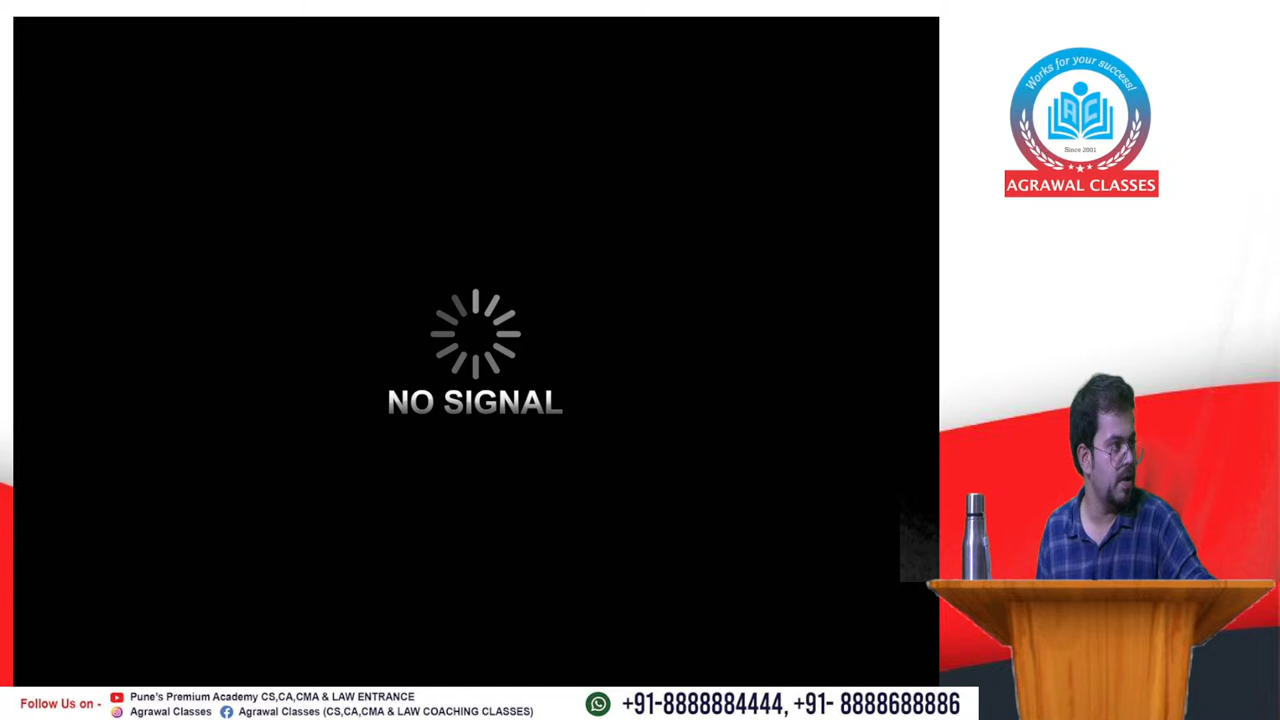 Works for your success!
AC
Since 2001
AGRAWAL CLASSES
NO SIGNAL
Follow Us on -
Pune's Premium Academy CS,CA,CMA & LAW ENTRANCE
Agrawal Classes
Agrawal Classes (CS,CA,CMA & LAW COACHING CLASSES)
+91-8888884444, +91- 8888688886